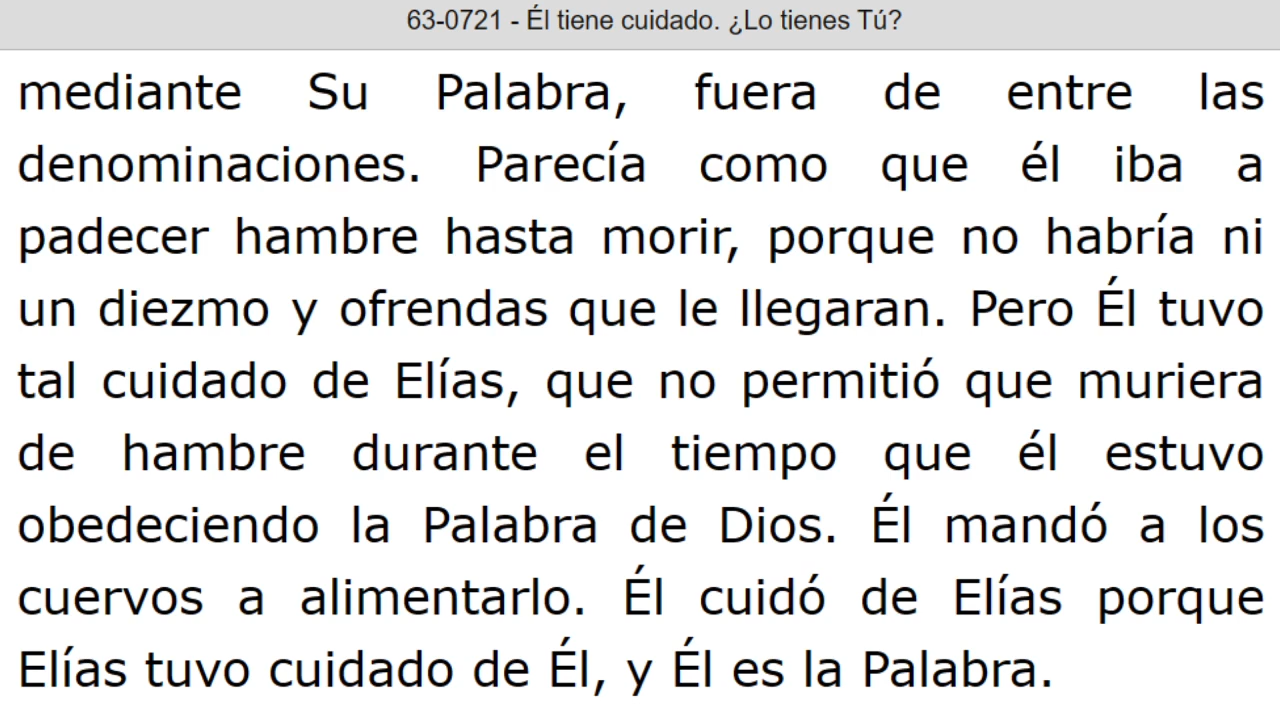 63-0721 - Él tiene cuidado. ¿Lo tienes Tú?
mediante Su Palabra, fuera de entre las
denominaciones. Parecía como que él iba a
padecer hambre hasta morir, porque no habría ni
un diezmo y ofrendas que le llegaran. Pero Él tuvo
tal cuidado de Elías, que no permitió que muriera
de hambre durante el tiempo que él estuvo
obedeciendo la Palabra de Dios. Él mandó a los
cuervos a alimentarlo. Él cuidó de Elías porque
Elías tuvo cuidado de Él, y Él es la Palabra.